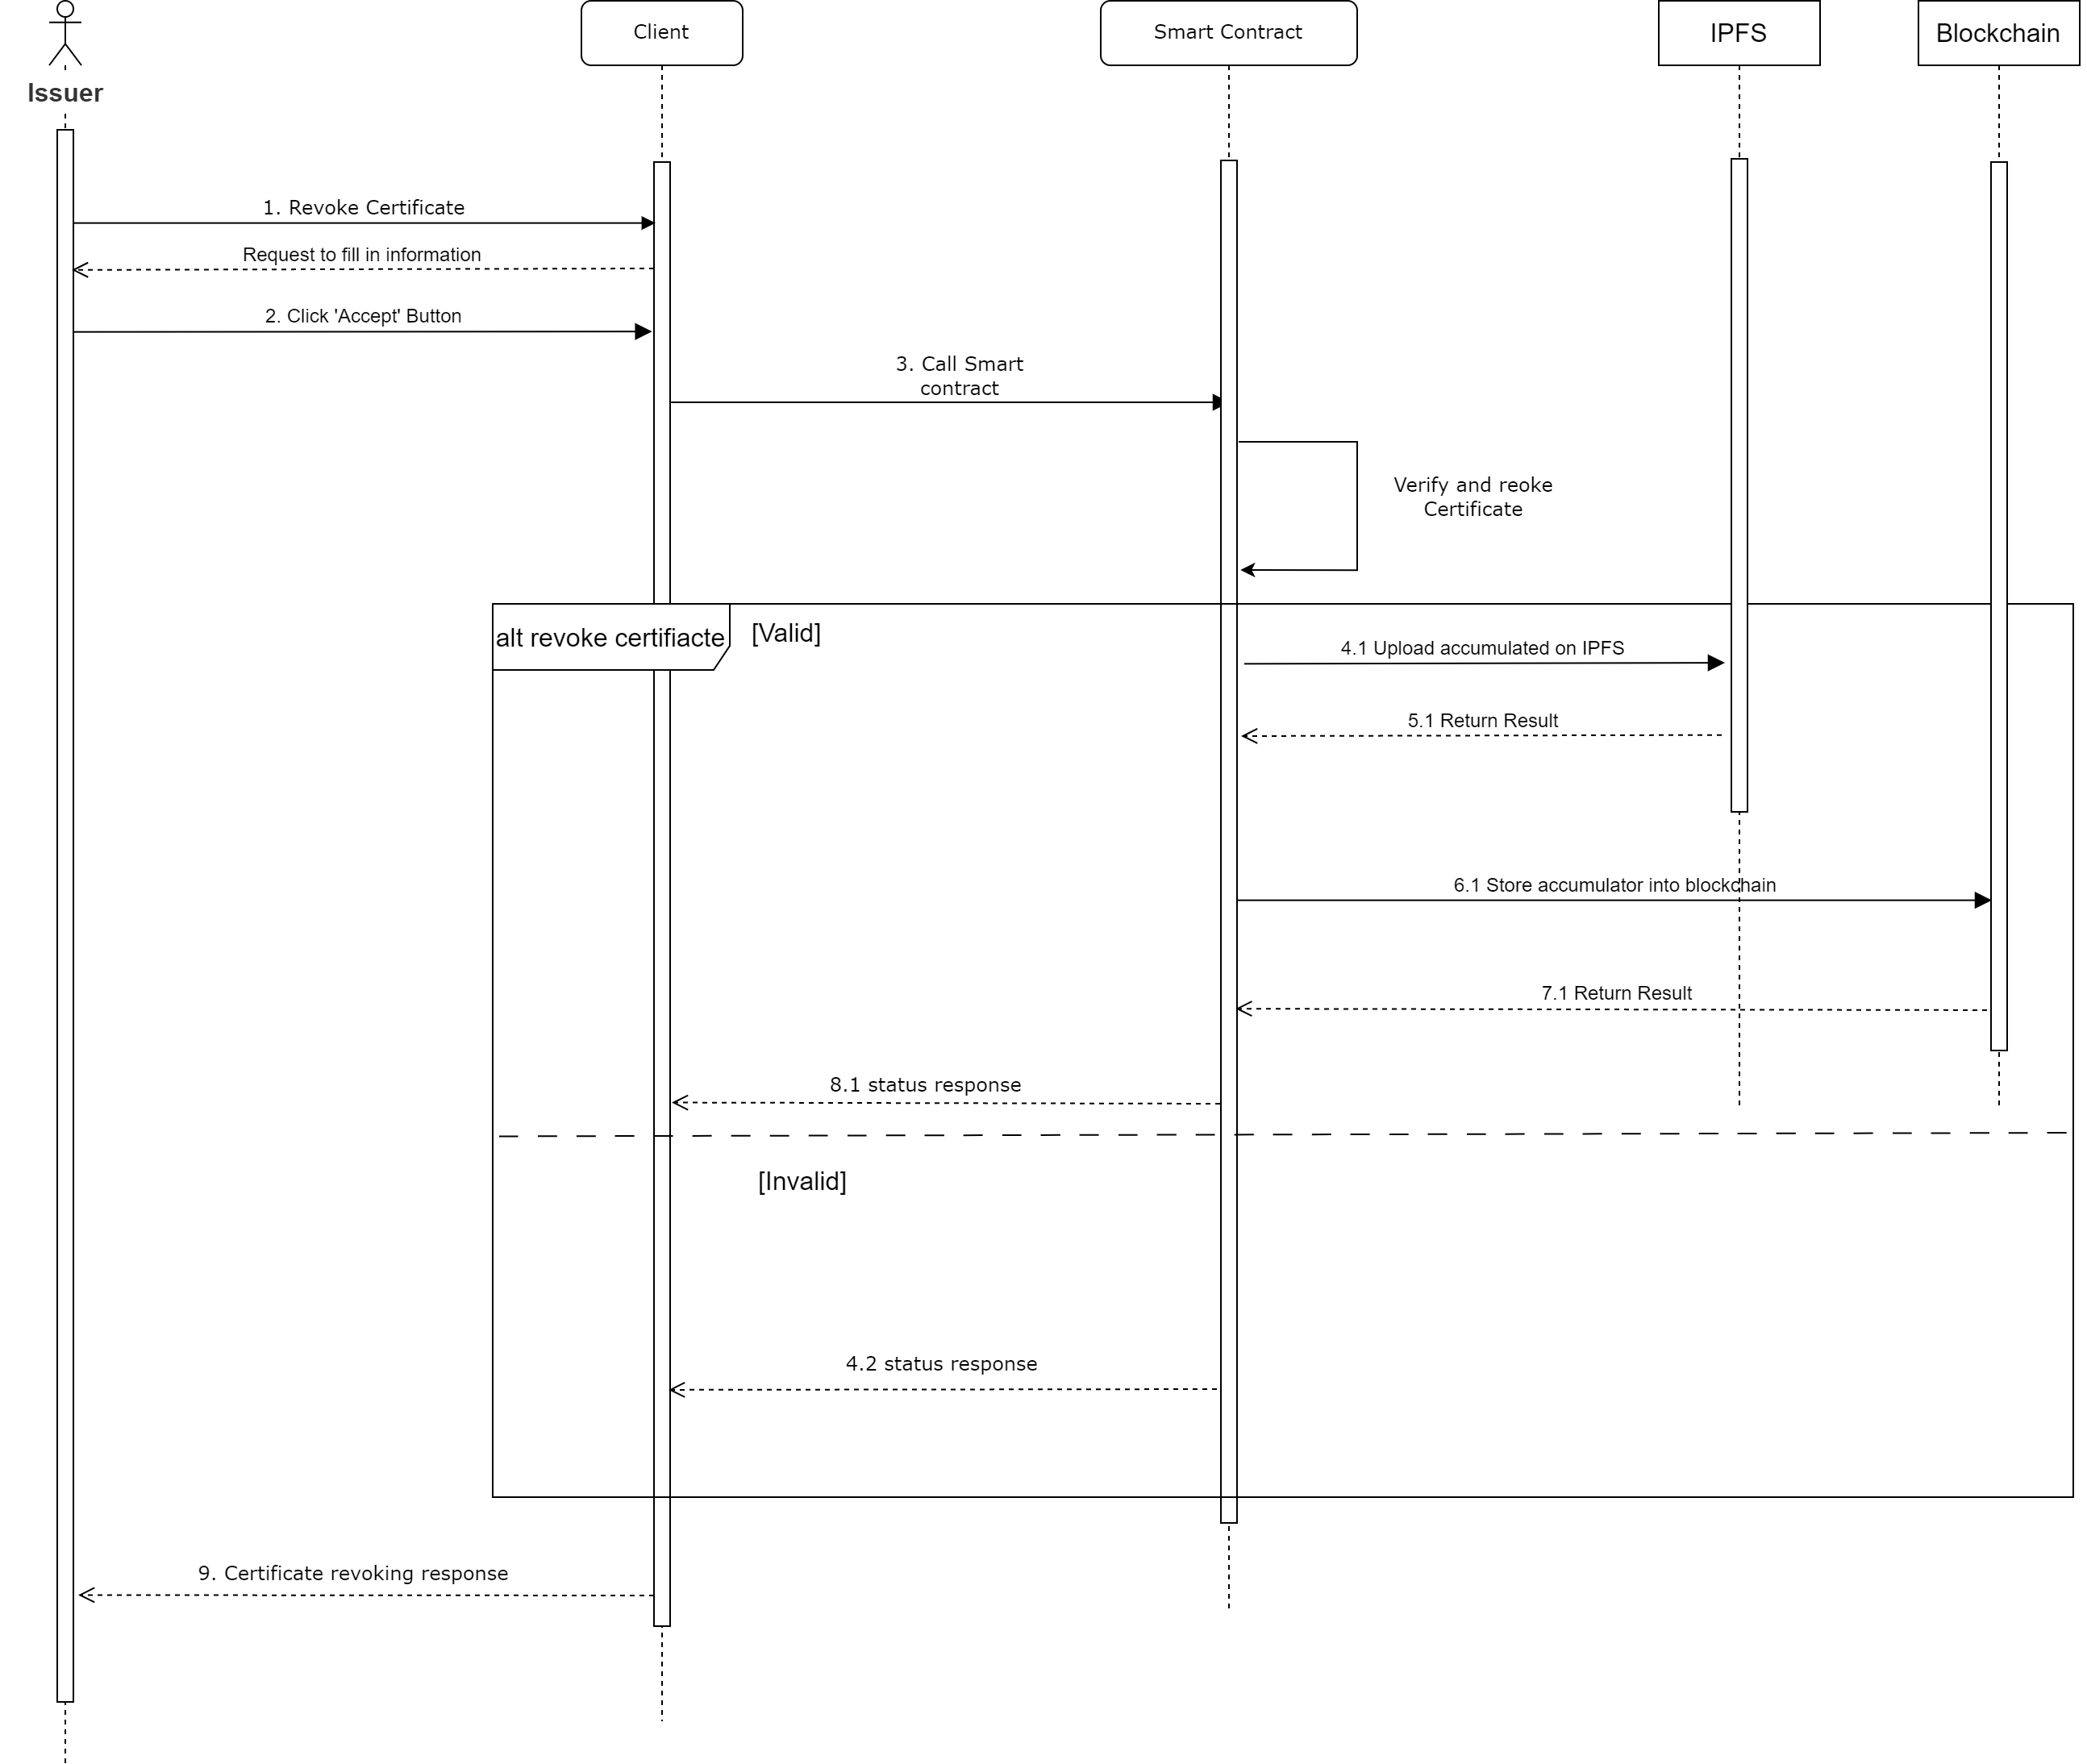 Client
Smart Contract
IPFS
Blockchain
Issuer
1. Revoke Certificate
Request to fill in information
2. Click 'Accept' Button
3. Call Smart
contract
Verify and reoke
Certificate
alt revoke certifiacte
[Valid]
4.1 Upload accumulated on IPFS
5.1 Return Result
6.1 Store accumulator into blockchain
7.1 Return Result
8.1 status response
[Invalid]
4.2 status response
9. Certificate revoking response